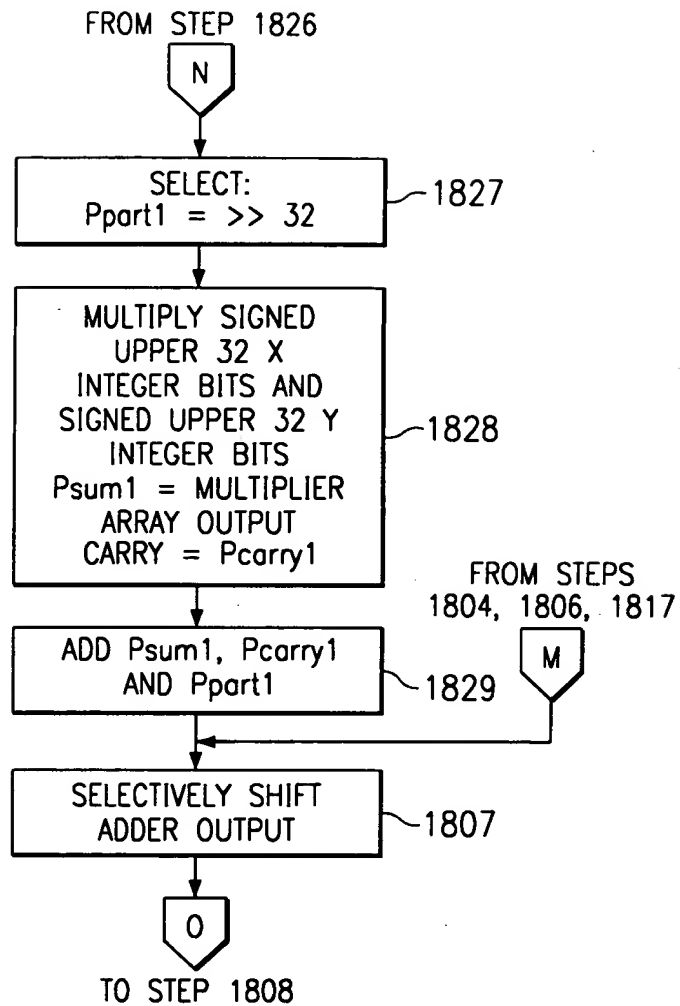 FROM STEP 1826
N
SELECT:
Ppart1 = >> 32
1827
MULTIPLY SIGNED
UPPER 32 X
INTEGER BITS AND
SIGNED UPPER 32 Y
INTEGER BITS
Psum1 = MULTIPLIER
ARRAY OUTPUT
CARRY = Pcarry1
1828
FROM STEPS
1804, 1806, 1817
M
ADD Psum1, Pcarry1
AND Ppart1
1829
SELECTIVELY SHIFT
ADDER OUTPUT
1807
O
TO STEP 1808